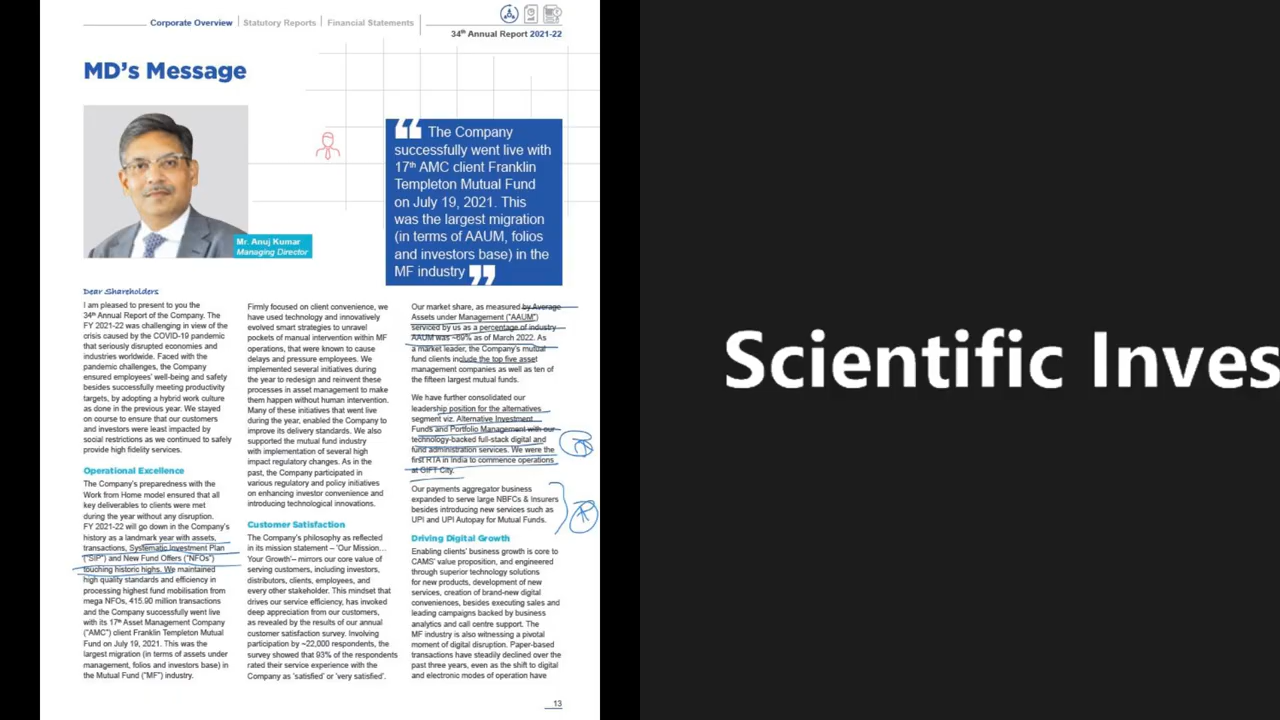 Corporate Overview | Statutory Reports | Financial Statements
34th Annual Report 2021-22
MD's Message
Mr. Anuj Kumar
Managing Director
❝ The Company
successfully went live with
17th AMC client Franklin
Templeton Mutual Fund
on July 19, 2021. This
was the largest migration
(in terms of AAUM, folios
and investors base) in the
MF industry ❞
Dear Shareholders
I am pleased to present to you the
34th Annual Report of the Company. The
FY 2021-22 was challenging in view of the
crisis caused by the COVID-19 pandemic
that seriously disrupted economies and
industries worldwide. Faced with the
pandemic challenges, the Company
ensured employees' well-being and safety
besides successfully meeting productivity
targets, by adopting a hybrid work culture
as done in the previous year. We stayed
on course to ensure that our customers
and investors were least impacted by
social restrictions as we continued to safely
provide high fidelity services.
Operational Excellence
The Company's preparedness with the
Work from Home model ensured that all
key deliverables to clients were met
during the year without any disruption.
FY 2021-22 will go down in the Company's
history as a landmark year with assets,
transactions, Systematic Investment Plan
("SIP") and New Fund Offers ("NFOs")
touching historic highs. We maintained
high quality standards and efficiency in
processing highest fund mobilisation from
mega NFOs, 415.90 million transactions
and the Company successfully went live
with its 17th Asset Management Company
("AMC") client Franklin Templeton Mutual
Fund on July 19, 2021. This was the
largest migration (in terms of assets under
management, folios and investors base) in
the Mutual Fund ("MF") industry.
Firmly focused on client convenience, we
have used technology and innovatively
evolved smart strategies to unravel
pockets of manual intervention within MF
operations, that were known to cause
delays and pressure employees. We
implemented several initiatives during
the year to redesign and reinvent these
processes in asset management to make
them happen without human intervention.
Many of these initiatives that went live
during the year, enabled the Company to
improve its delivery standards. We also
supported the mutual fund industry
with implementation of several high
impact regulatory changes. As in the
past, the Company participated in
various regulatory and policy initiatives
on enhancing investor convenience and
introducing technological innovations.
Customer Satisfaction
The Company's philosophy as reflected
in its mission statement – 'Our Mission...
Your Growth'– mirrors our core value of
serving customers, including investors,
distributors, clients, employees, and
every other stakeholder. This mindset that
drives our service efficiency, has invoked
deep appreciation from our customers,
as revealed by the results of our annual
customer satisfaction survey. Involving
participation by ~22,000 respondents, the
survey showed that 93% of the respondents
rated their service experience with the
Company as 'satisfied' or 'very satisfied'.
Our market share, as measured by Average
Assets under Management ("AAUM")
serviced by us as a percentage of industry
AAUM was ~69% as of March 2022. As
a market leader, the Company's mutual
fund clients include the top five asset
management companies as well as ten of
the fifteen largest mutual funds.
We have further consolidated our
leadership position for the alternatives
segment viz. Alternative Investment
Funds and Portfolio Management with our
technology-backed full-stack digital and
fund administration services. We were the
first RTA in India to commence operations
at GIFT City.
Our payments aggregator business
expanded to serve large NBFCs & Insurers
besides introducing new services such as
UPI and UPI Autopay for Mutual Funds.
Driving Digital Growth
Enabling clients' business growth is core to
CAMS' value proposition, and engineered
through superior technology solutions
for new products, development of new
services, creation of brand-new digital
conveniences, besides executing sales and
leading campaigns backed by business
analytics and call centre support. The
MF industry is also witnessing a pivotal
moment of digital disruption. Paper-based
transactions have steadily declined over the
past three years, even as the shift to digital
and electronic modes of operation have
13
Scientific Inves